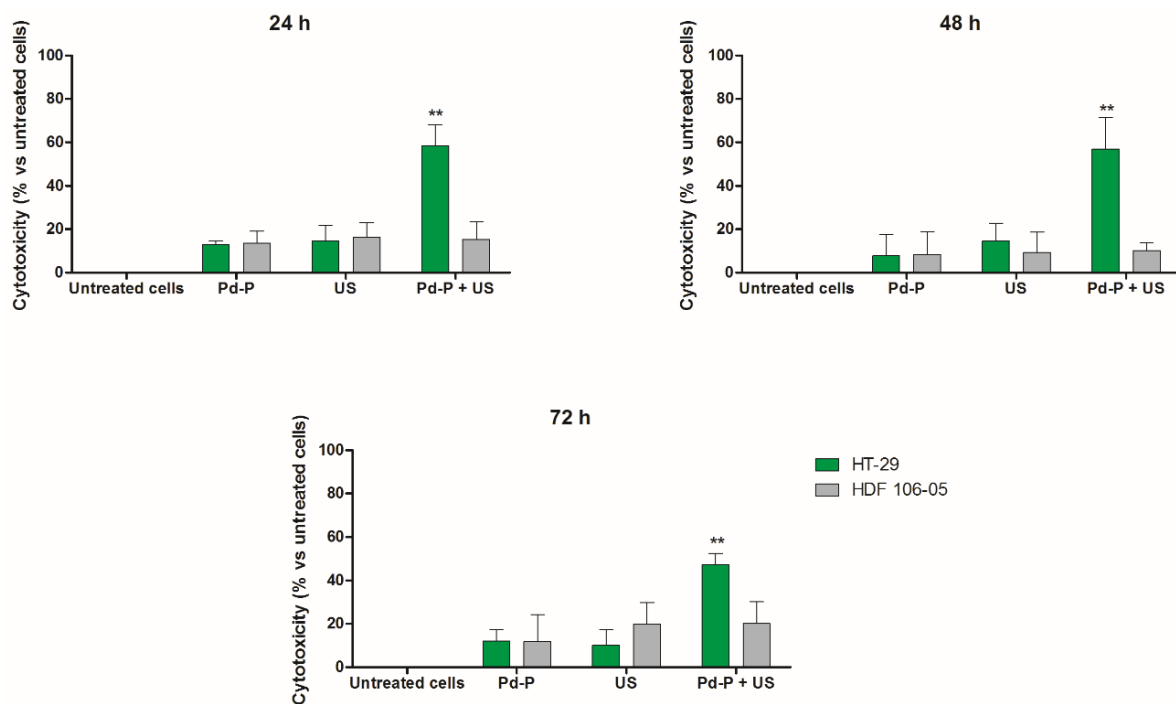 24 h
Cytotoxicity (% vs untreated cells)
100
80
60
40
20
0
**
Untreated cells Pd-P US Pd-P + US
48 h
Cytotoxicity (% vs untreated cells)
100
80
60
40
20
0
**
Untreated cells Pd-P US Pd-P + US
72 h
Cytotoxicity (% vs untreated cells)
100
80
60
40
20
0
**
Untreated cells Pd-P US Pd-P + US
HT-29
HDF 106-05